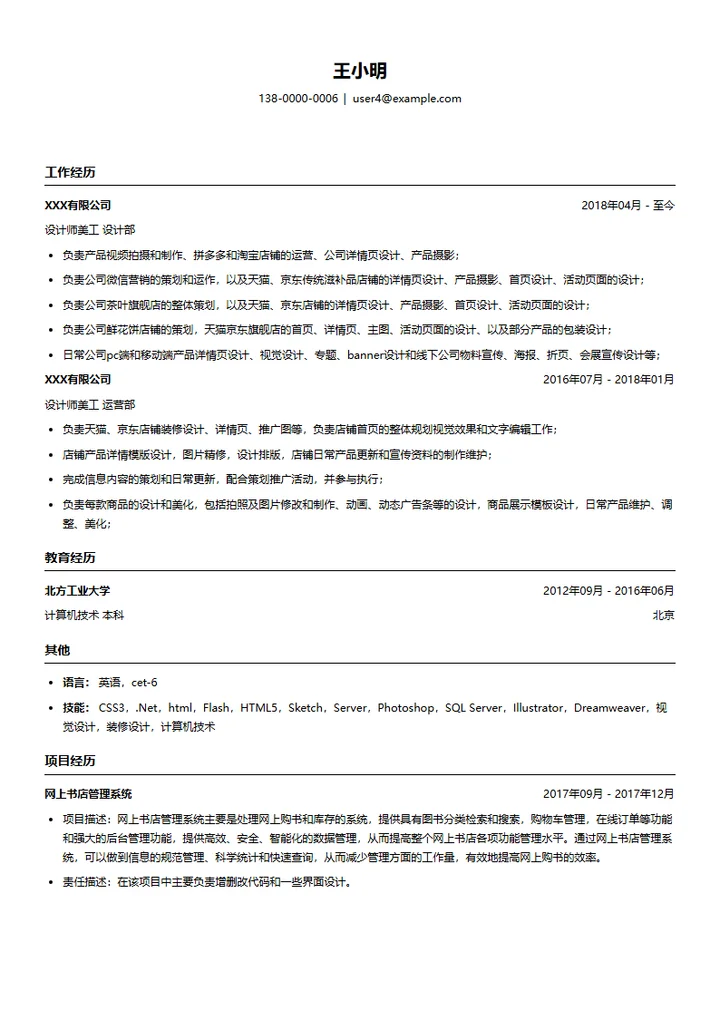 王小明
138-0000-0006 | user4@example.com
工作经历
XXX有限公司 2018年04月 - 至今
设计师美工 设计部
• 负责产品视频拍摄和制作、拼多多和淘宝店铺的运营、公司详情页设计、产品摄影;
• 负责公司微信营销的策划和运作，以及天猫、京东传统滋补品店铺的详情页设计、产品摄影、首页设计、活动页面的设计;
• 负责公司茶叶旗舰店的整体策划，以及天猫、京东店铺的详情页设计、产品摄影、首页设计、活动页面的设计;
• 负责公司鲜花饼店铺的策划，天猫京东旗舰店的首页、详情页、主图、活动页面的设计、以及部分产品的包装设计;
• 日常公司pc端和移动端产品详情页设计、视觉设计、专题、banner设计和线下公司物料宣传、海报、折页、会展宣传设计等;
XXX有限公司 2016年07月 - 2018年01月
设计师美工 运营部
• 负责天猫、京东店铺装修设计、详情页、推广图等，负责店铺首页的整体规划视觉效果和文字编辑工作;
• 店铺产品详情模版设计，图片精修，设计排版，店铺日常产品更新和宣传资料的制作维护;
• 完成信息内容的策划和日常更新，配合策划推广活动，并参与执行;
• 负责每款商品的设计和美化，包括拍照及图片修改和制作、动画、动态广告条等的设计，商品展示模板设计，日常产品维护、调
整、美化;
教育经历
北方工业大学 2012年09月 - 2016年06月
计算机技术 本科 北京
其他
• 语言： 英语，cet-6
• 技能： CSS3，.Net，html，Flash，HTML5，Sketch，Server，Photoshop，SQL Server，Illustrator，Dreamweaver，视
觉设计，装修设计，计算机技术
项目经历
网上书店管理系统 2017年09月 - 2017年12月
• 项目描述：网上书店管理系统主要是处理网上购书和库存的系统，提供具有图书分类检索和搜索，购物车管理，在线订单等功能
和强大的后台管理功能，提供高效、安全、智能化的数据管理，从而提高整个网上书店各项功能管理水平。通过网上书店管理系
统，可以做到信息的规范管理、科学统计和快速查询，从而减少管理方面的工作量，有效地提高网上购书的效率。
• 责任描述：在该项目中主要负责增删改代码和一些界面设计。